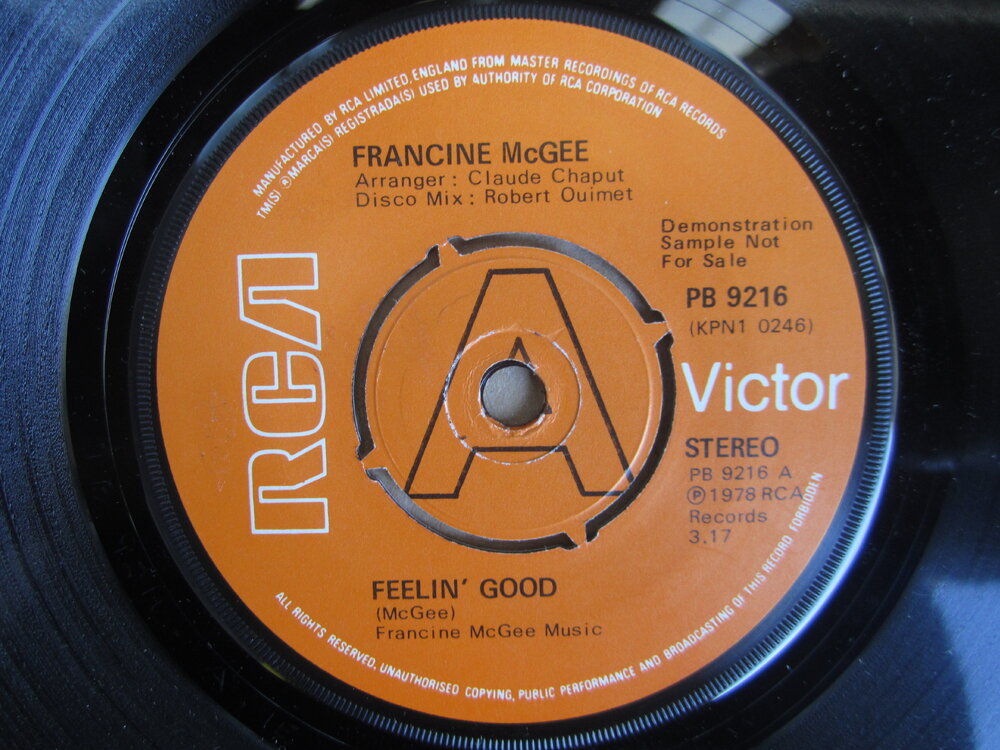 MANUFACTURED BY RCA LIMITED, ENGLAND FROM MASTER RECORDINGS OF RCA RECORDS
TM(S) ® MARCA(S) REGISTRADA(S) USED BY AUTHORITY OF RCA CORPORATION
FRANCINE McGEE
Arranger : Claude Chaput
Disco Mix : Robert Ouimet
Demonstration
Sample Not
For Sale
PB 9216
(KPN1 0246)
RCA
A
Victor
STEREO
PB 9216 A
℗ 1978 RCA
Records
3.17
FEELIN' GOOD
(McGee)
Francine McGee Music
ALL RIGHTS RESERVED. UNAUTHORISED COPYING, PUBLIC PERFORMANCE AND BROADCASTING OF THIS RECORD FORBIDDEN